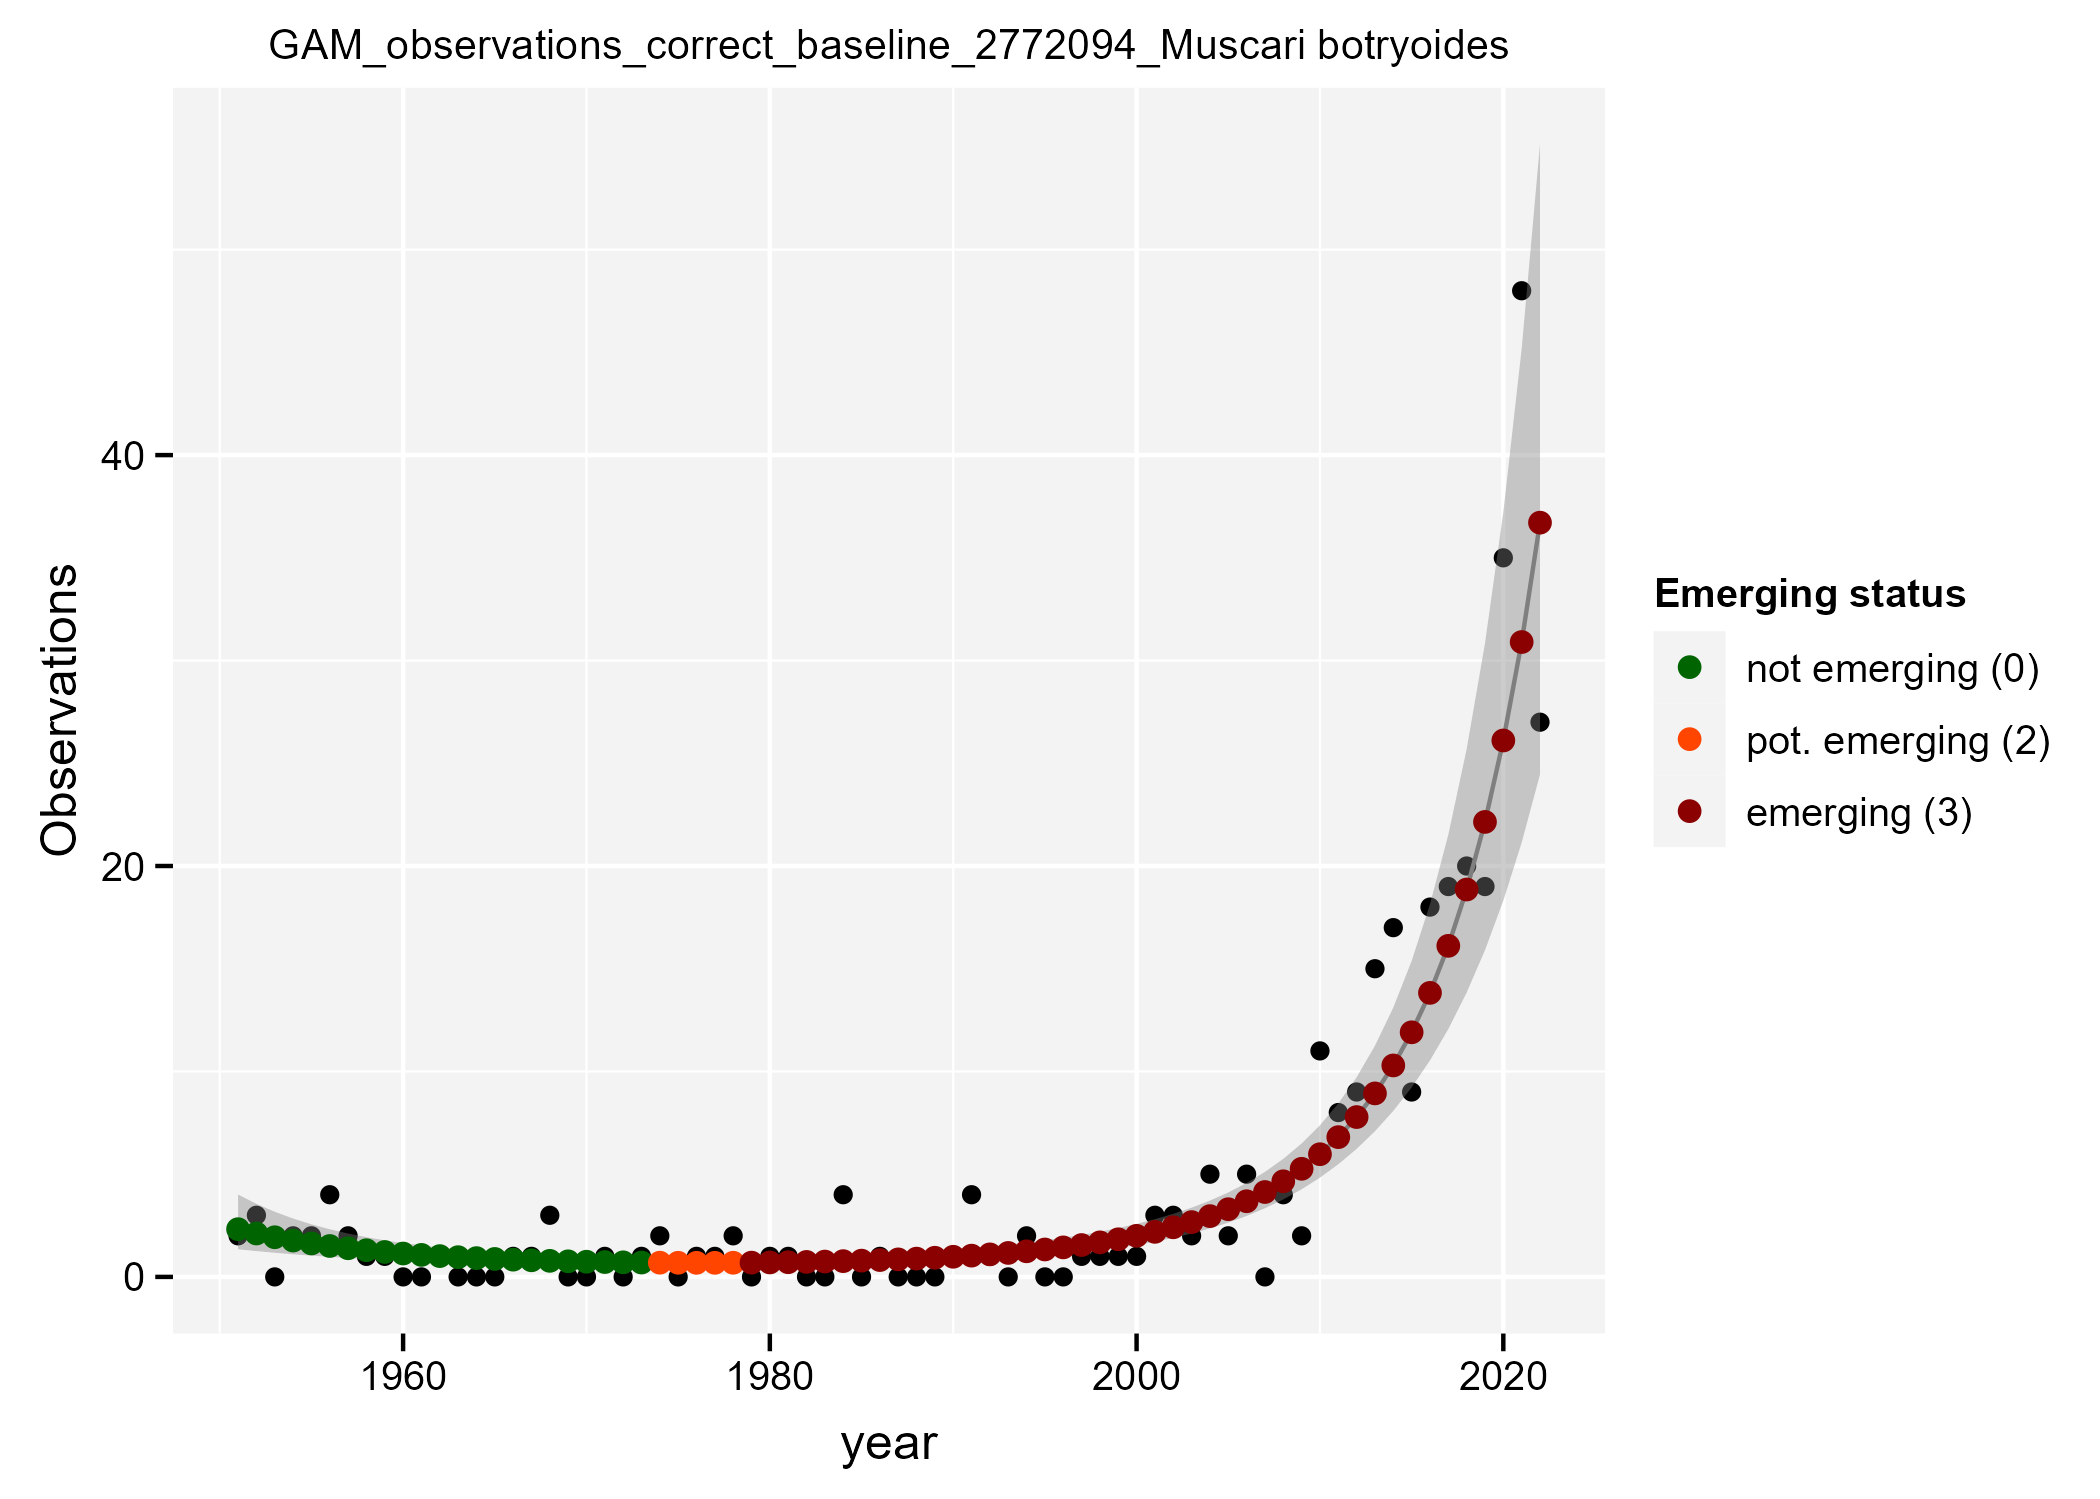 GAM_observations_correct_baseline_2772094_Muscari botryoides
Observations
40
20
0
1960
1980
2000
2020
year
Emerging status
not emerging (0)
pot. emerging (2)
emerging (3)